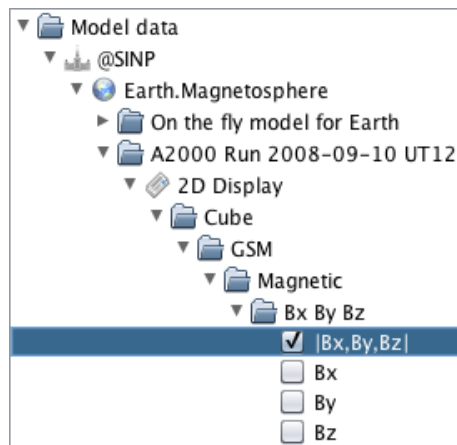 Model data
@SINP
Earth.Magnetosphere
On the fly model for Earth
A2000 Run 2008-09-10 UT12
2D Display
Cube
GSM
Magnetic
Bx By Bz
|Bx,By,Bz|
Bx
By
Bz